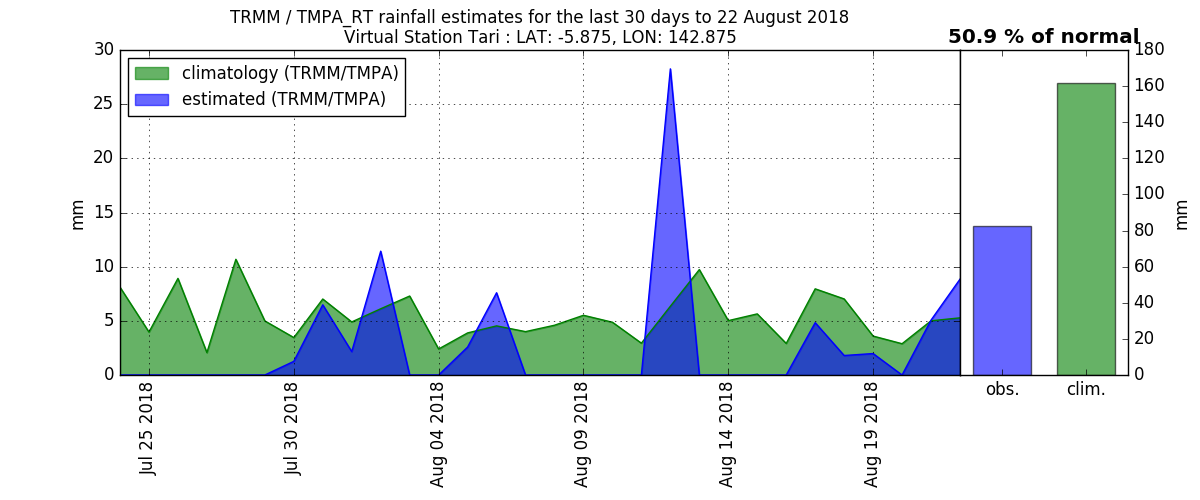 TRMM / TMPA_RT rainfall estimates for the last 30 days to 22 August 2018
Virtual Station Tari : LAT: -5.875, LON: 142.875
50.9 % of normal
climatology (TRMM/TMPA)
estimated (TRMM/TMPA)
mm
30
25
20
15
10
5
0
180
160
140
120
100
80
60
40
20
0
mm
Jul 25 2018
Jul 30 2018
Aug 04 2018
Aug 09 2018
Aug 14 2018
Aug 19 2018
obs.
clim.